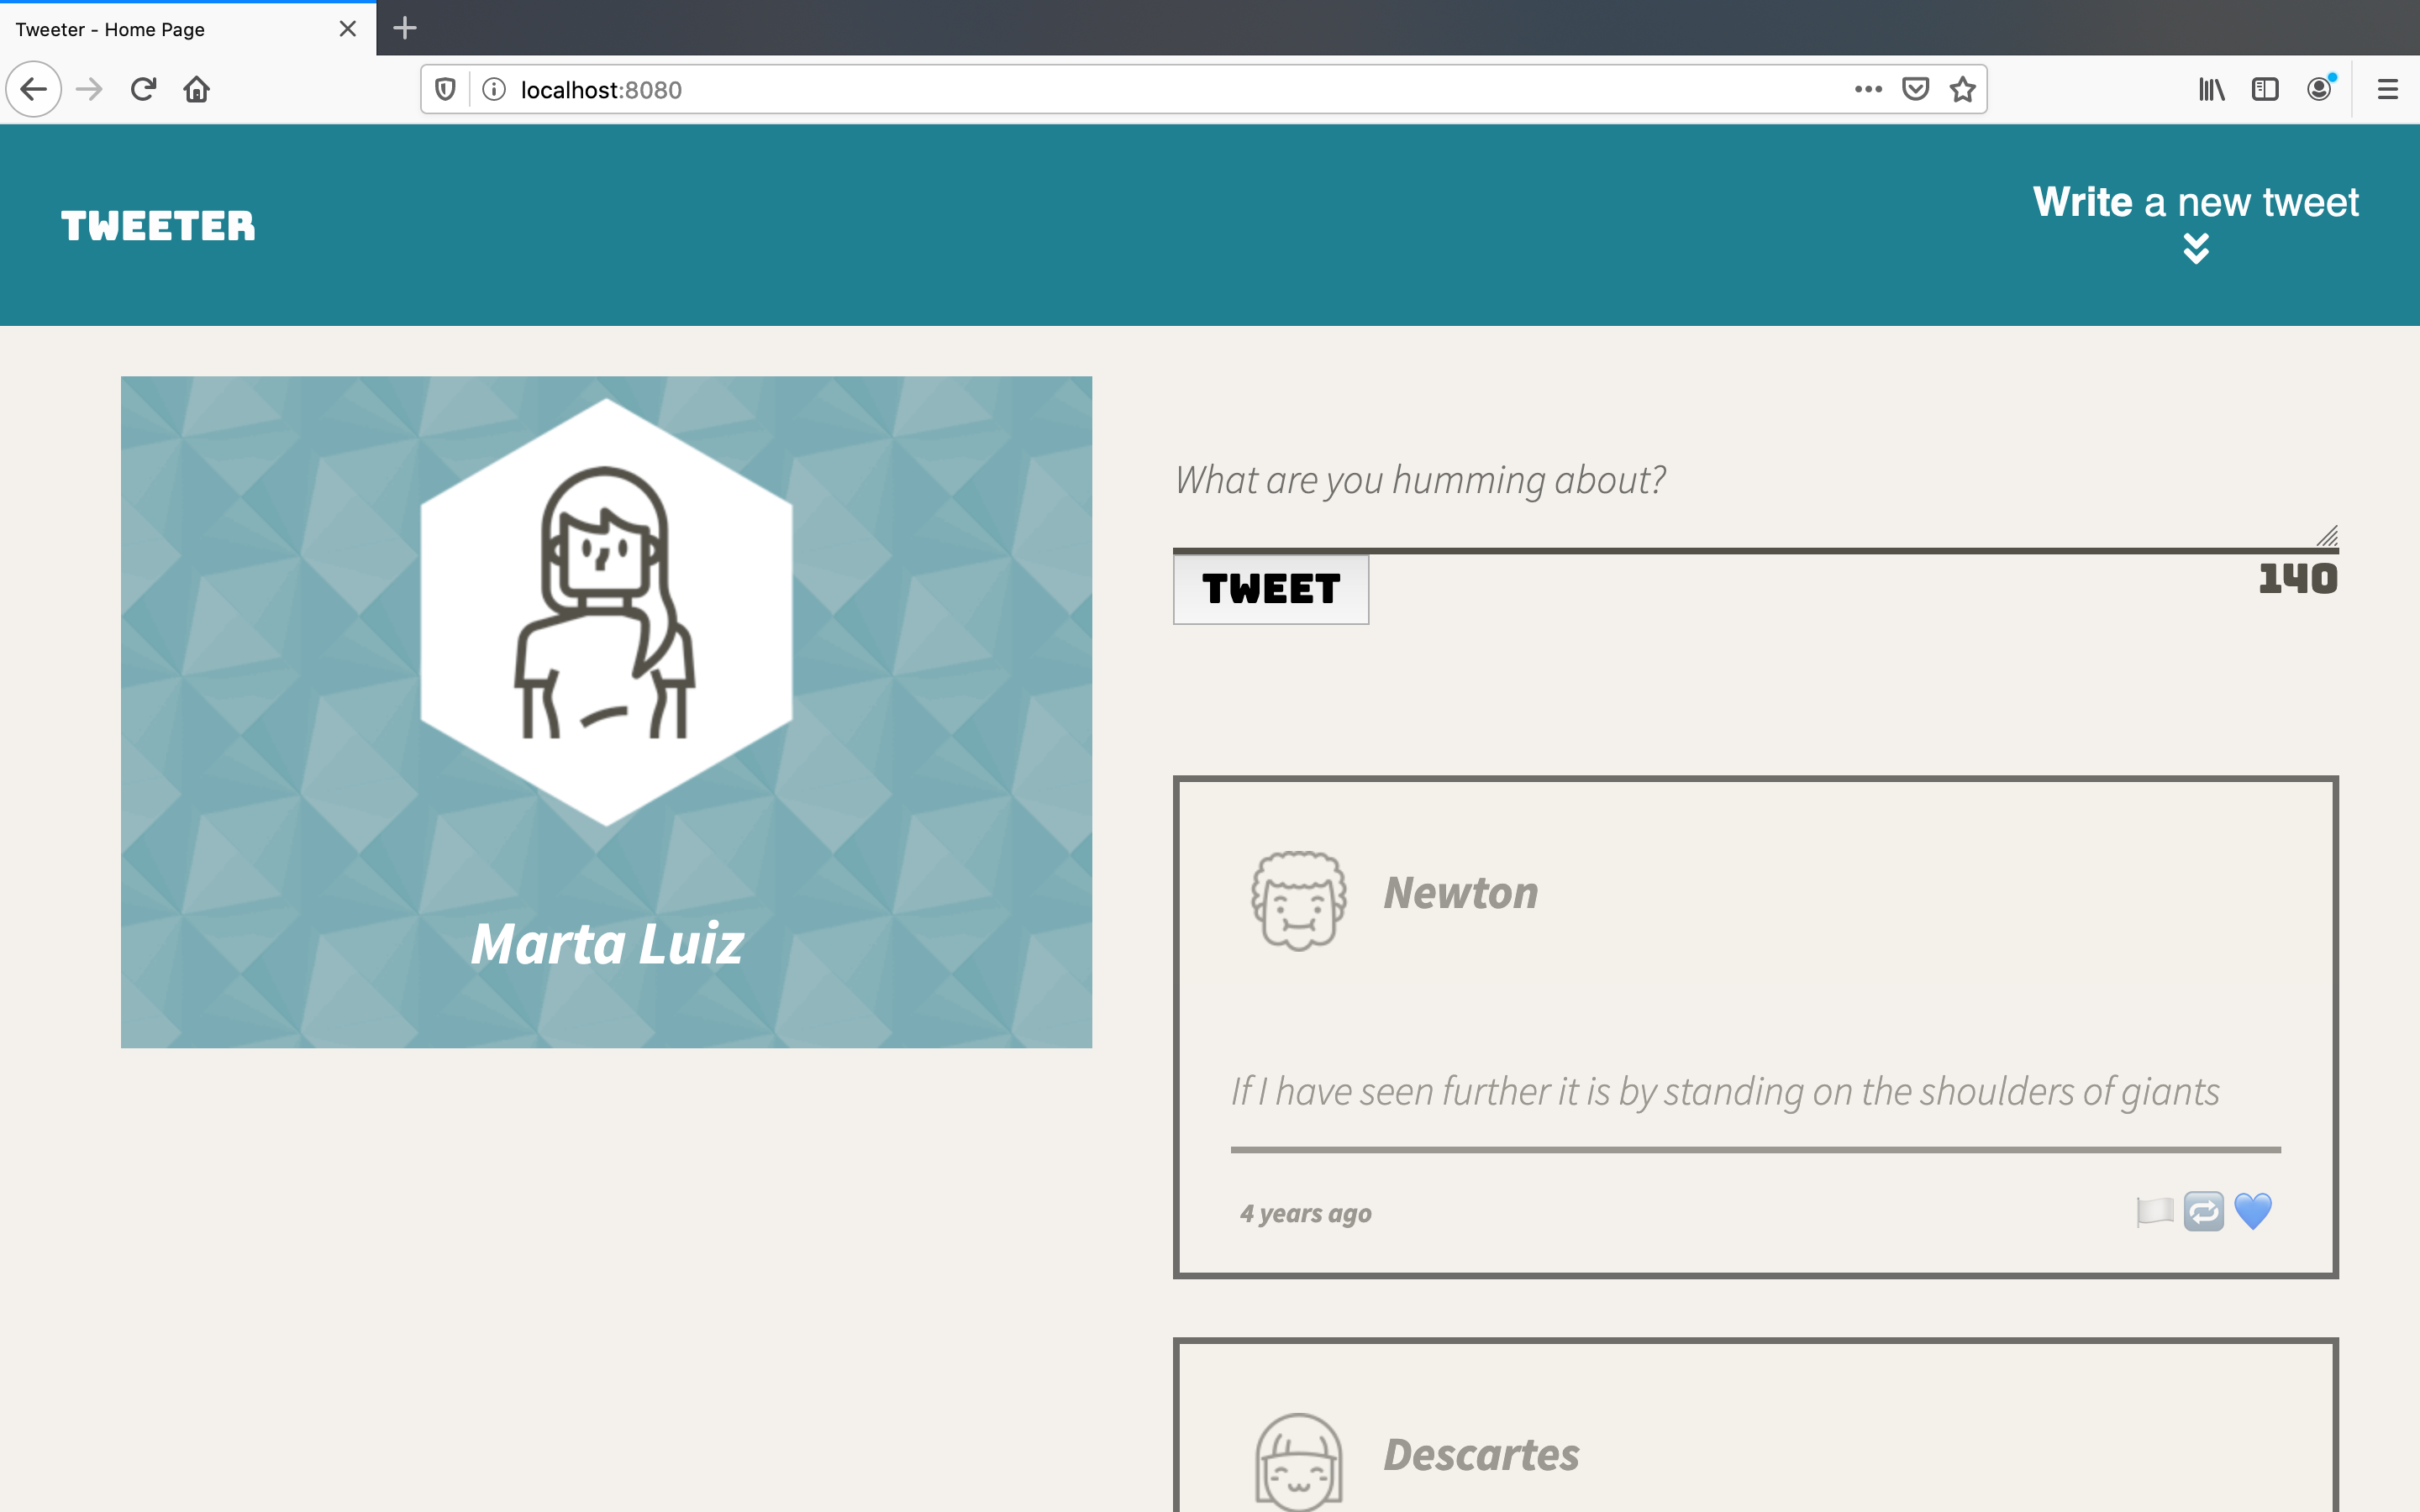 Tweeter - Home Page
localhost:8080
TWEETER
Write a new tweet
Marta Luiz
What are you humming about?
TWEET
140
Newton
If I have seen further it is by standing on the shoulders of giants
4 years ago
Descartes